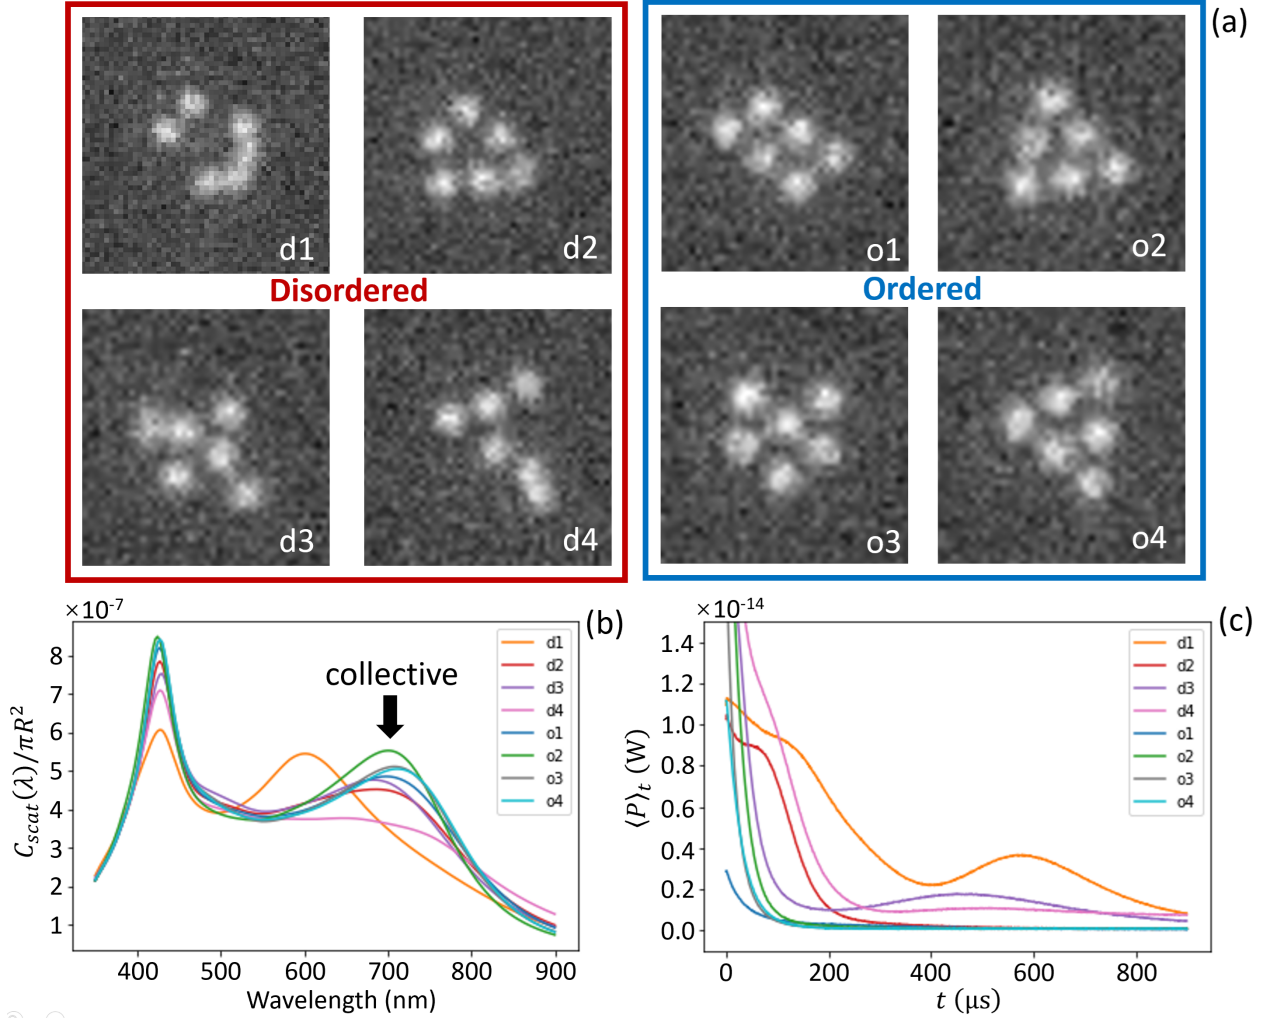 (a)
d1
d2
o1
o2
Disordered
Ordered
d3
d4
o3
o4
×10-7
(b)
collective
d1
d2
d3
d4
o1
o2
o3
o4
8
7
6
5
4
3
2
1
Cscat(λ)/πR2
400 500 600 700 800 900
Wavelength (nm)
×10-14
(c)
d1
d2
d3
d4
o1
o2
o3
o4
1.4
1.2
1.0
0.8
0.6
0.4
0.2
0.0
⟨P⟩t (W)
0 200 400 600 800
t (μs)